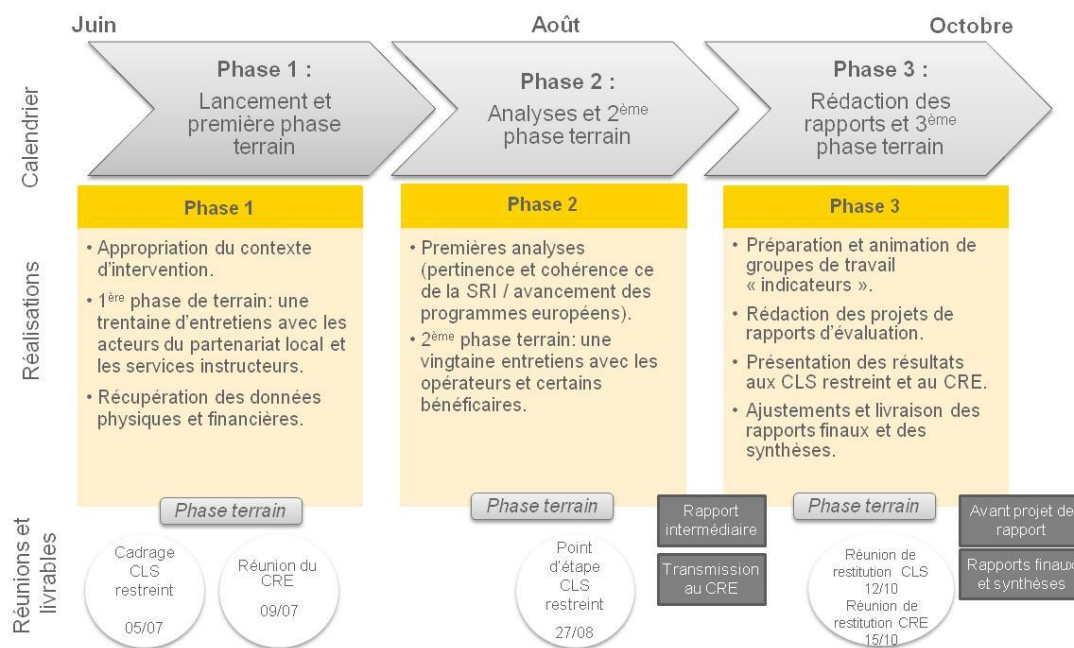 Juin
Août
Octobre
Calendrier
Phase 1 :
Lancement et
première phase
terrain
Phase 2 :
Analyses et 2ème
phase terrain
Phase 3 :
Rédaction des
rapports et 3ème
phase terrain
Réalisations
Phase 1
• Appropriation du contexte
d'intervention.
• 1ère phase de terrain: une
trentaine d'entretiens avec les
acteurs du partenariat local et
les services instructeurs.
• Récupération des données
physiques et financières.
Phase 2
• Premières analyses
(pertinence et cohérence ce
de la SRI / avancement des
programmes européens).
• 2ème phase terrain: une
vingtaine entretiens avec les
opérateurs et certains
bénéficaires.
Phase 3
• Préparation et animation de
groupes de travail
« indicateurs ».
• Rédaction des projets de
rapports d'évaluation.
• Présentation des résultats
aux CLS restreint et au CRE.
• Ajustements et livraison des
rapports finaux et des
synthèses.
Réunions et
livrables
Phase terrain
Cadrage
CLS
restreint
05/07
Réunion du
CRE
09/07
Phase terrain
Point
d'étape
CLS
restreint
27/08
Rapport
intermédiaire
Transmission
au CRE
Phase terrain
Réunion de
restitution CLS
12/10
Réunion de
restitution CRE
15/10
Avant projet de
rapport
Rapports finaux
et synthèses